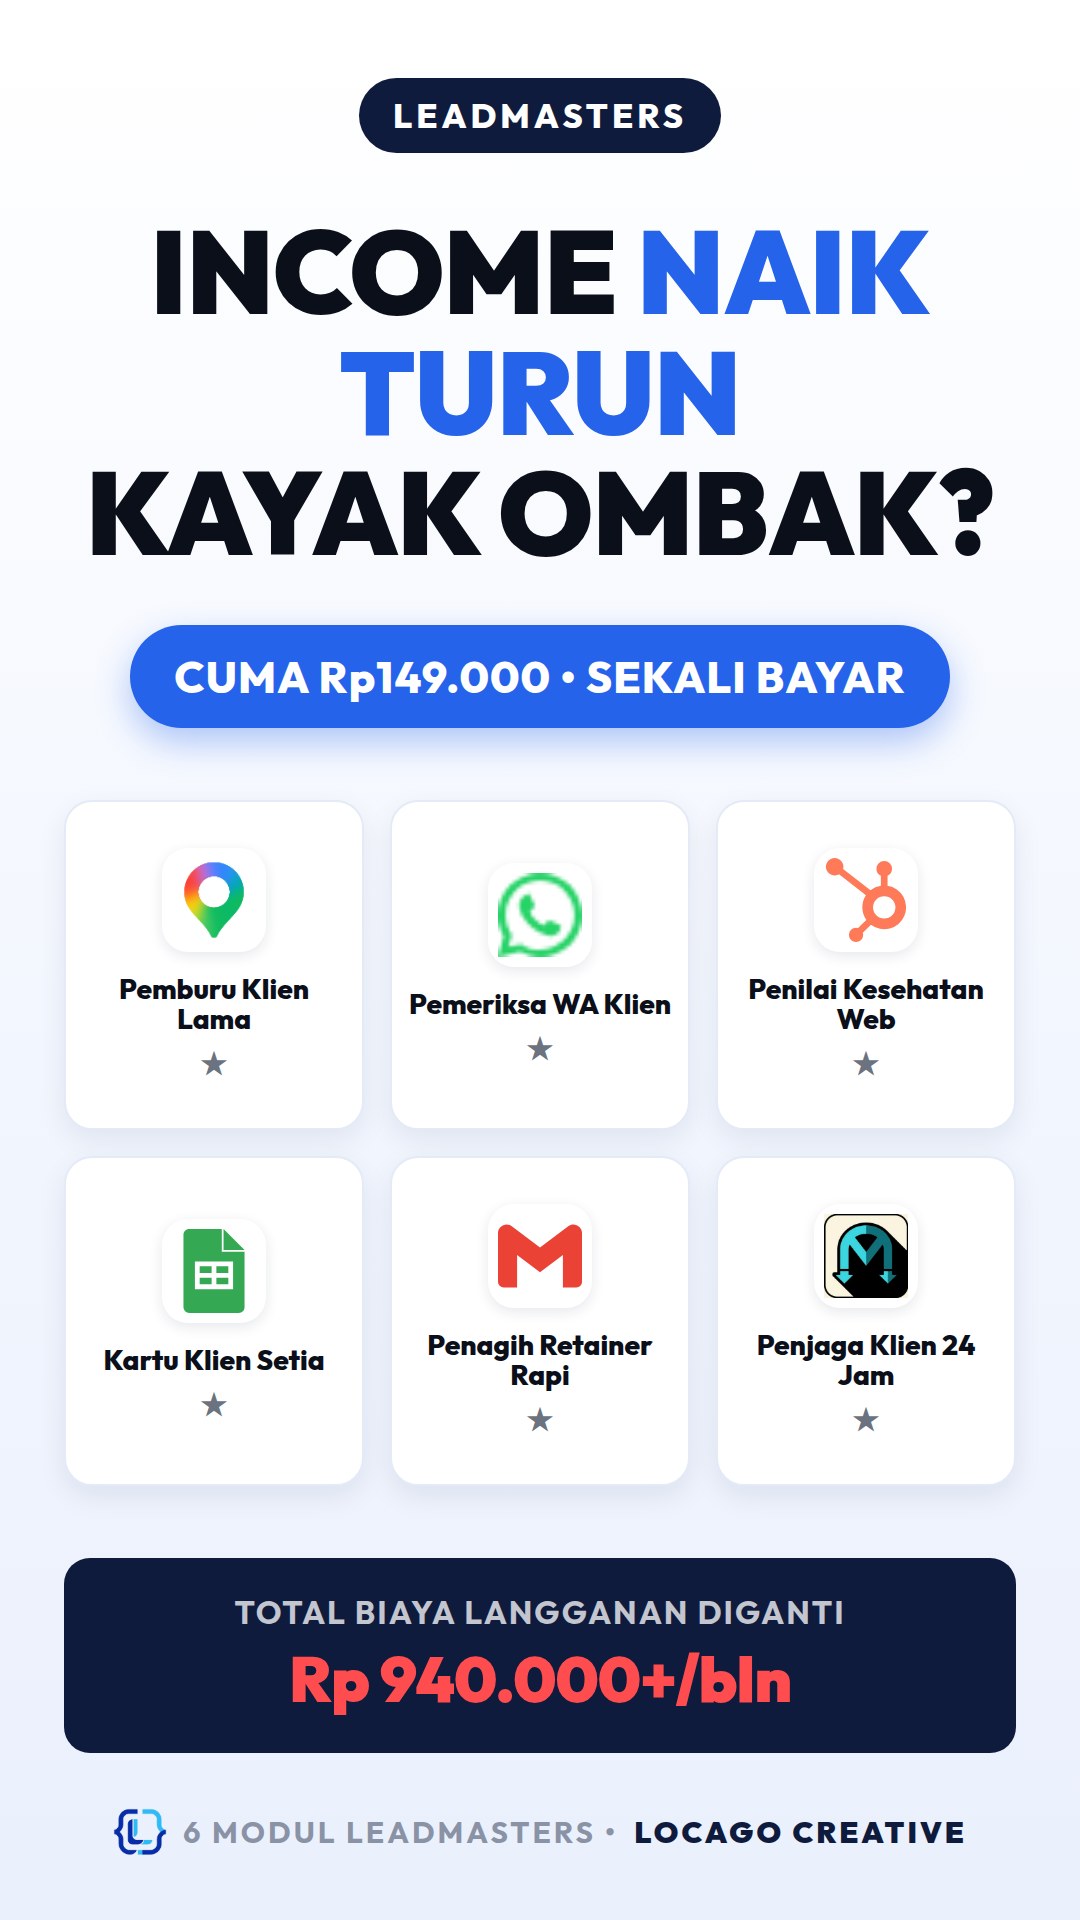 LEADMASTERS
INCOME NAIK
TURUN
KAYAK OMBAK?
CUMA Rp149.000 • SEKALI BAYAR
Pemburu Klien
Lama
★
Pemeriksa WA Klien
★
Penilai Kesehatan
Web
★
Kartu Klien Setia
★
Penagih Retainer
Rapi
★
Penjaga Klien 24
Jam
★
TOTAL BIAYA LANGGANAN DIGANTI
Rp 940.000+/bln
6 MODUL LEADMASTERS • LOCAGO CREATIVE